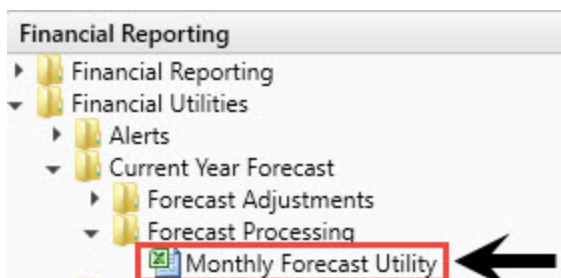 Financial Reporting
Financial Reporting
Financial Utilities
Alerts
Current Year Forecast
Forecast Adjustments
Forecast Processing
Monthly Forecast Utility